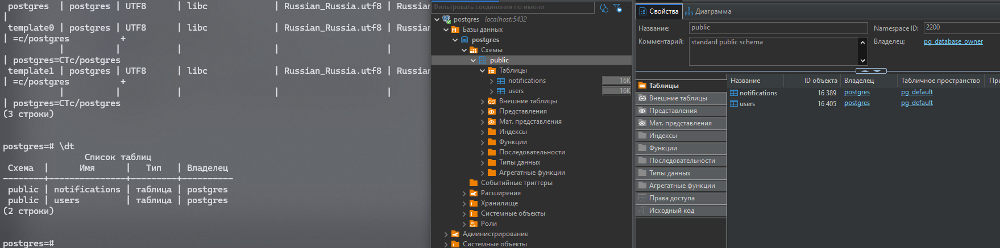 postgres | postgres | UTF8 | libc | Russian_Russia.utf8 | Russian
|
template0 | postgres | UTF8 | libc | Russian_Russia.utf8 | Russian
| =c/postgres +
| | | | |
| postgres=CTc/postgres
template1 | postgres | UTF8 | libc | Russian_Russia.utf8 | Russian
| =c/postgres +
| | | | |
| postgres=CTc/postgres
(3 строки)
postgres=# \dt
Список таблиц
Схема | Имя | Тип | Владелец
--------+---------------+---------+----------
public | notifications | таблица | postgres
public | users | таблица | postgres
(2 строки)
postgres=#
Фильтровать соединения по имени
postgres localhost:5432
Базы данных
postgres
Схемы
public
Таблицы
notifications 16K
users 16K
Внешние таблицы
Представления
Мат. представления
Индексы
Функции
Последовательности
Типы данных
Агрегатные функции
Событийные триггеры
Расширения
Хранилище
Системные объекты
Роли
Администрирование
Системные объекты
Свойства Диаграмма
Название: public Namespace ID: 2200
Комментарий: standard public schema Владелец: pg_database_owner
Таблицы
Внешние таблицы
Представления
Мат. представления
Индексы
Функции
Последовательности
Типы данных
Агрегатные функции
Права доступа
Исходный код
Название ID объекта Владелец Табличное пространство При
notifications 16 389 postgres pg_default
users 16 405 postgres pg_default